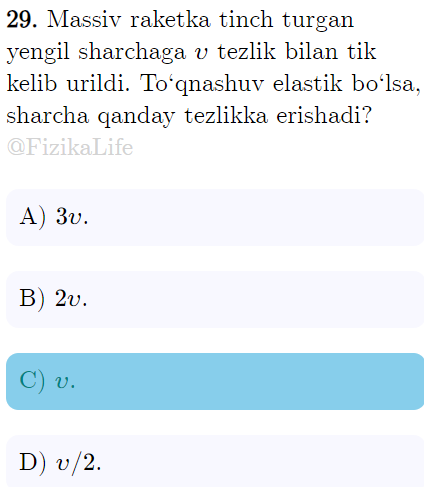 29. Massiv raketka tinch turgan
yengil sharchaga v tezlik bilan tik
kelib urildi. To‘qnashuv elastik bo‘lsa,
sharcha qanday tezlikka erishadi?
@FizikaLife
A) 3v.
B) 2v.
C) v.
D) v/2.